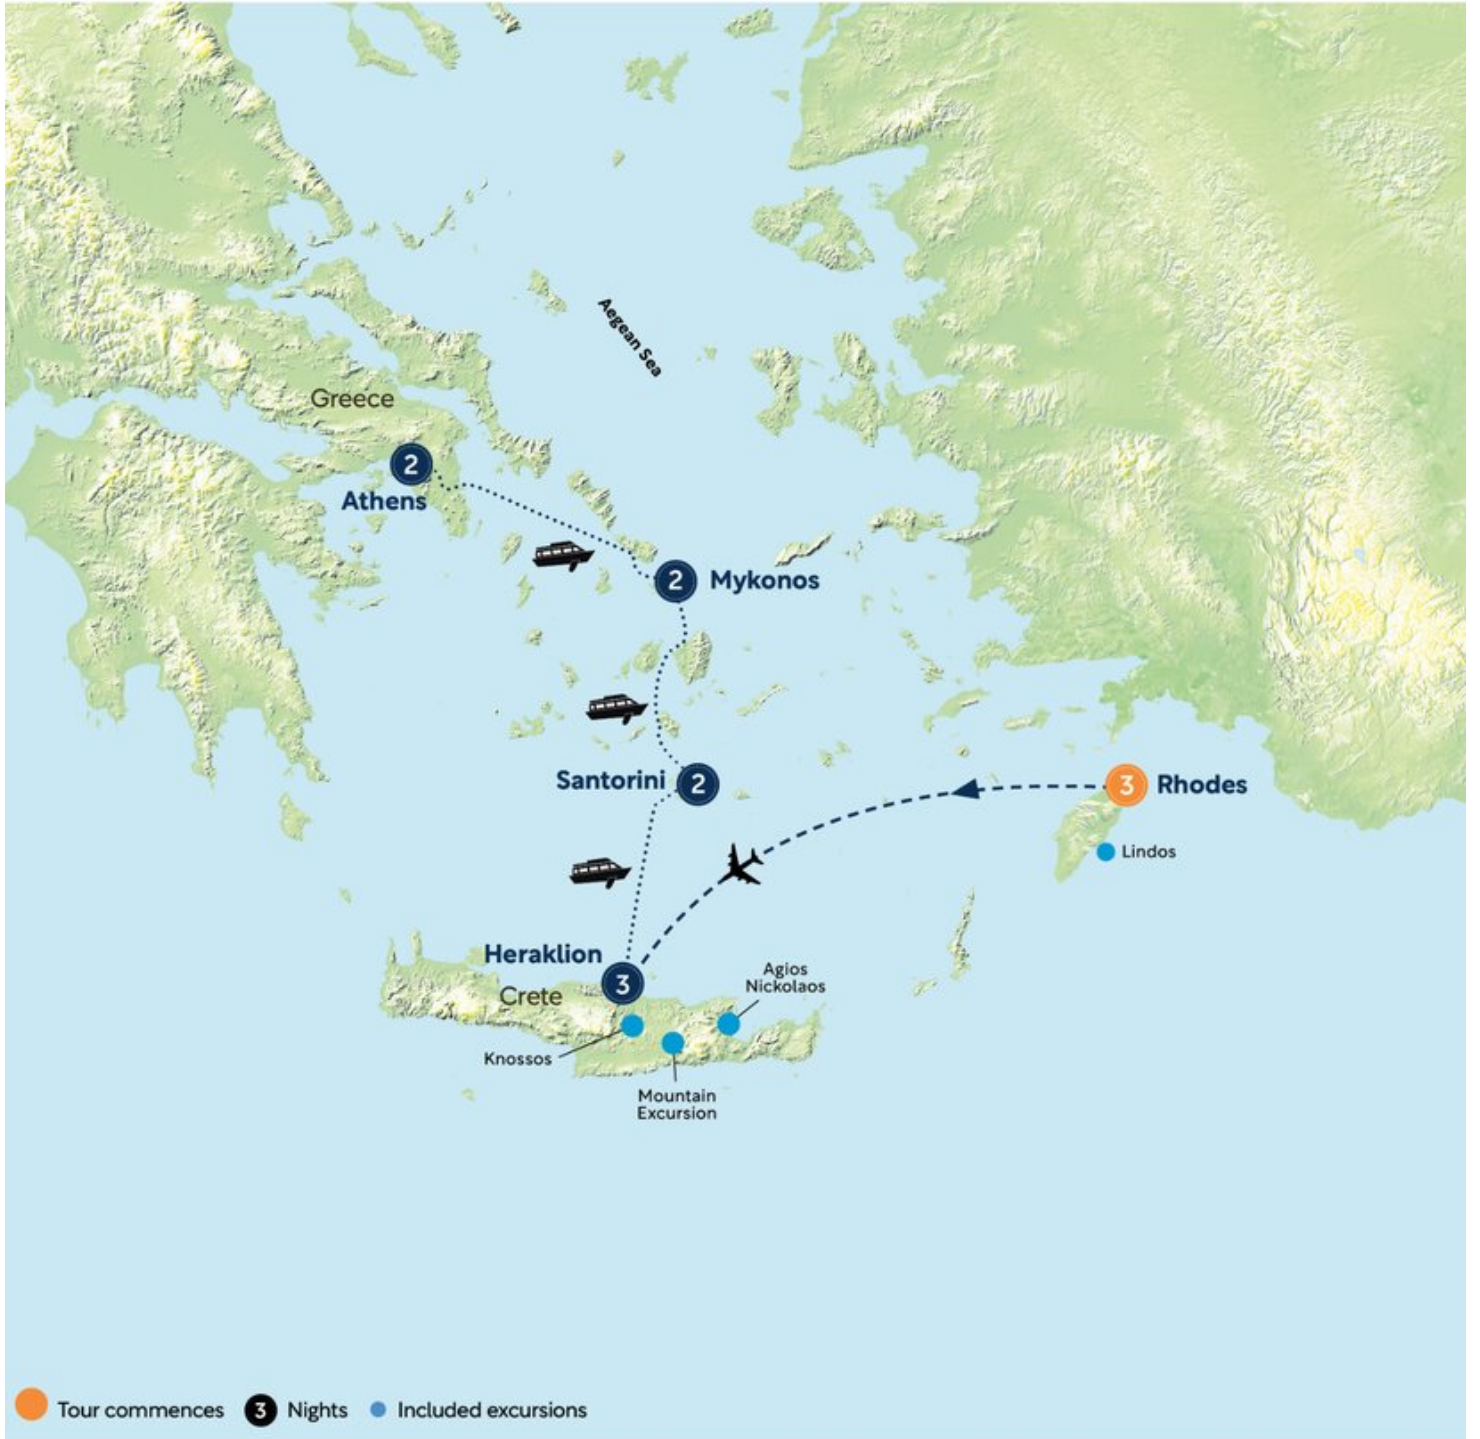 Aegean Sea
Greece
2
Athens
2 Mykonos
Santorini 2
3 Rhodes
Lindos
Heraklion
3
Crete
Agios
Nickolaos
Knossos
Mountain
Excursion
Tour commences 3 Nights Included excursions